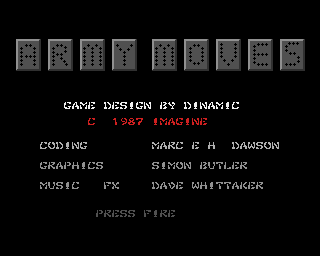 ARMY MOVES
GAME DESIGN BY DINAMIC
C 1987 IMAGINE
CODING MARC E H DAWSON
GRAPHICS SIMON BUTLER
MUSIC FX DAVE WHITTAKER
PRESS FIRE